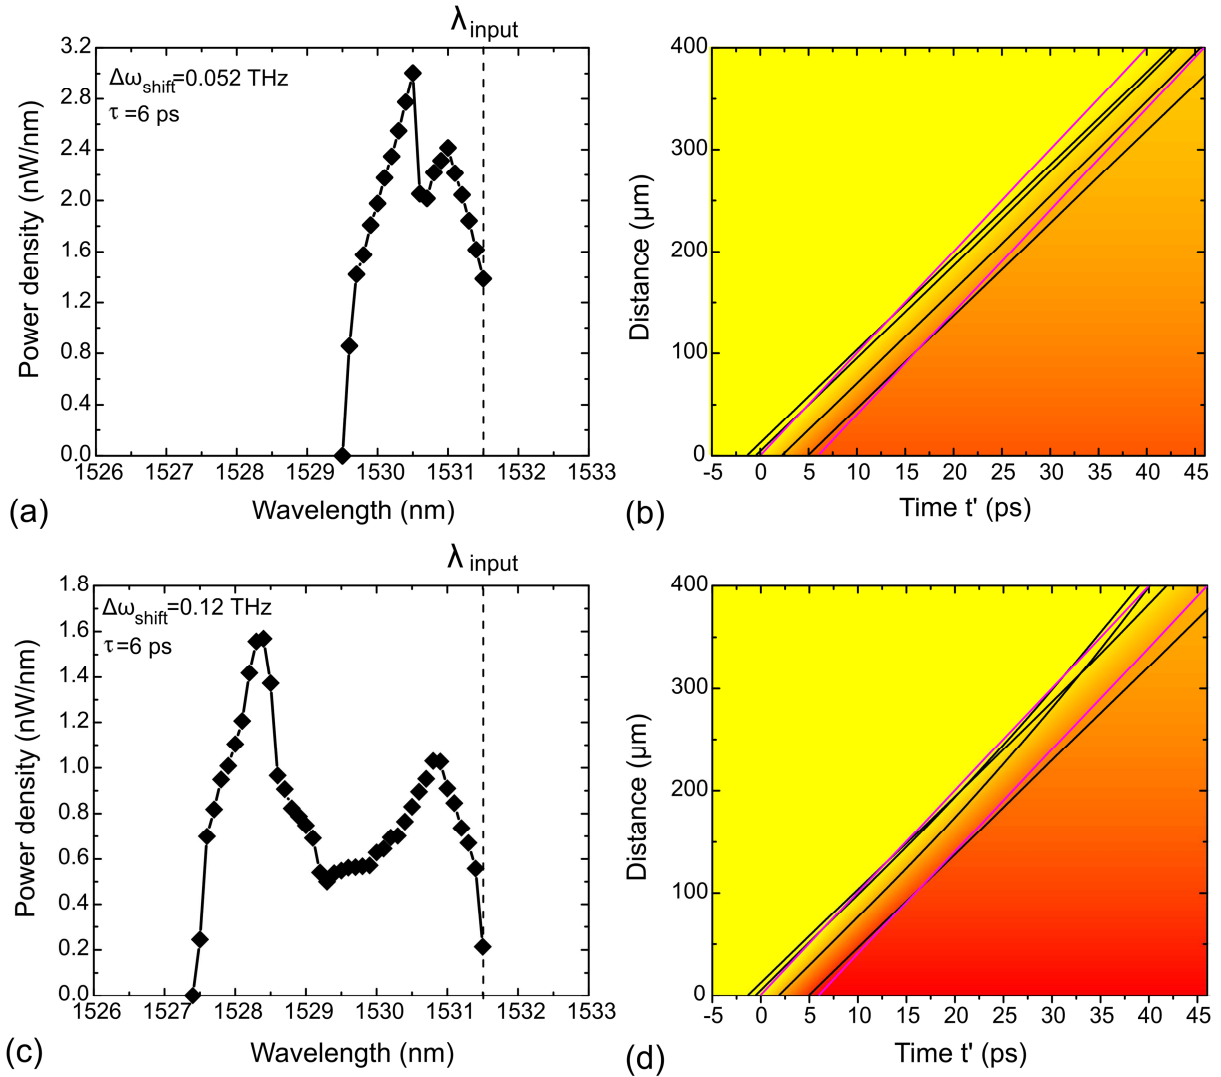 λinput
3.2
2.8
2.4
2.0
1.6
1.2
0.8
0.4
0.0
Power density (nW/nm)
Δωshift=0.052 THz
τ =6 ps
1526 1527 1528 1529 1530 1531 1532 1533
Wavelength (nm)
(a)
400
300
200
100
0
Distance (μm)
-5 0 5 10 15 20 25 30 35 40 45
Time t' (ps)
(b)
λ input
1.8
1.6
1.4
1.2
1.0
0.8
0.6
0.4
0.2
0.0
Power density (nW/nm)
Δωshift=0.12 THz
τ=6 ps
1526 1527 1528 1529 1530 1531 1532 1533
Wavelength (nm)
(c)
400
300
200
100
0
Distance (μm)
-5 0 5 10 15 20 25 30 35 40 45
Time t' (ps)
(d)